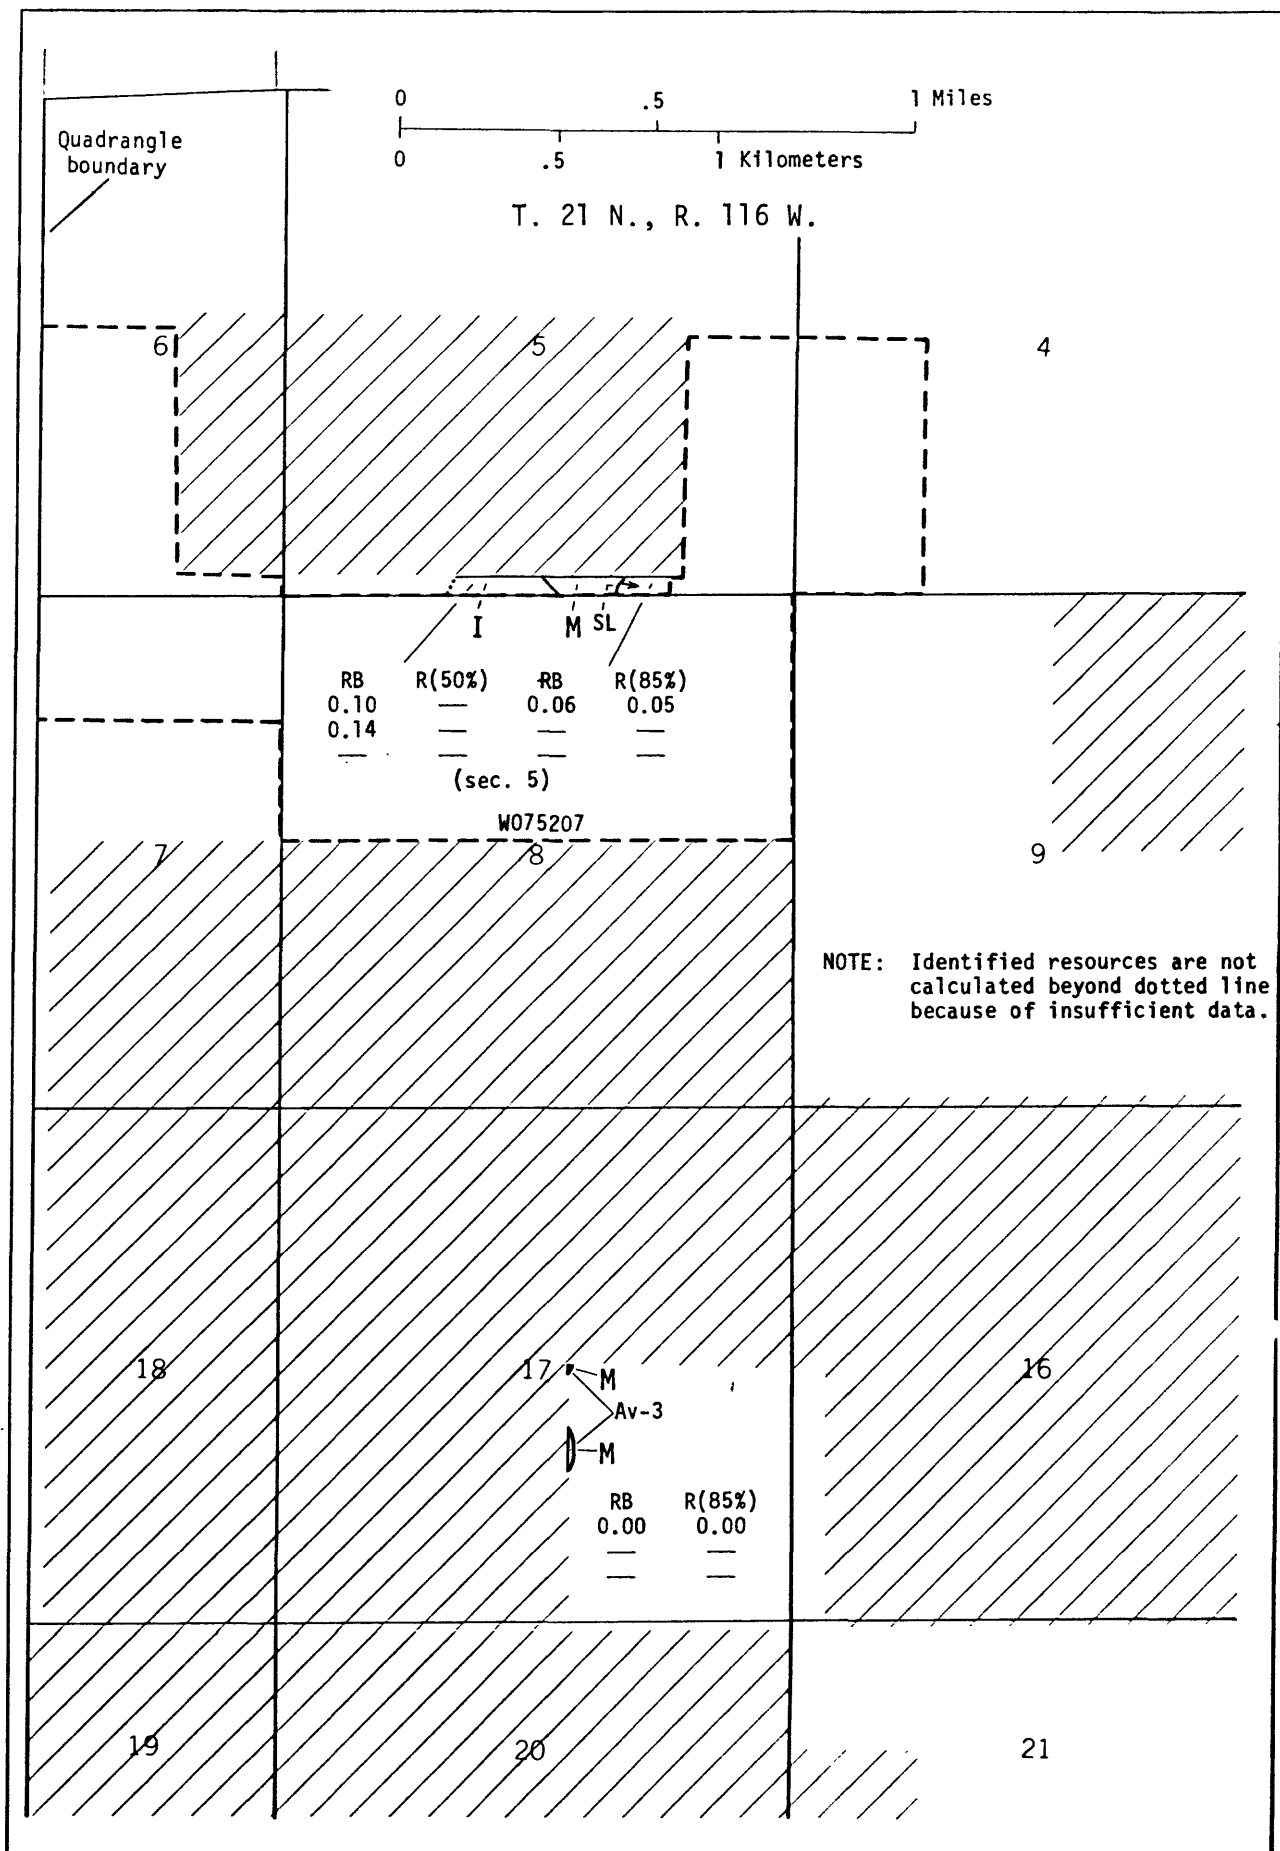 0 .5 1 Miles
0 .5 1 Kilometers
Quadrangle
boundary
T. 21 N., R. 116 W.
6 5 4
I M SL
RB R(50%) RB R(85%)
0.10 — 0.06 0.05
0.14 — — —
— — — —
(sec. 5)
W075207
7 8 9
NOTE: Identified resources are not
calculated beyond dotted line
because of insufficient data.
18 17 16
M
Av-3
M
RB R(85%)
0.00 0.00
— —
— —
19 20 21